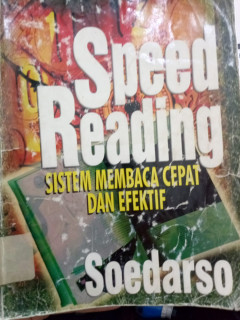 Speed
Reading
SISTEM MEMBACA CEPAT
DAN EFEKTIF
Soedarso